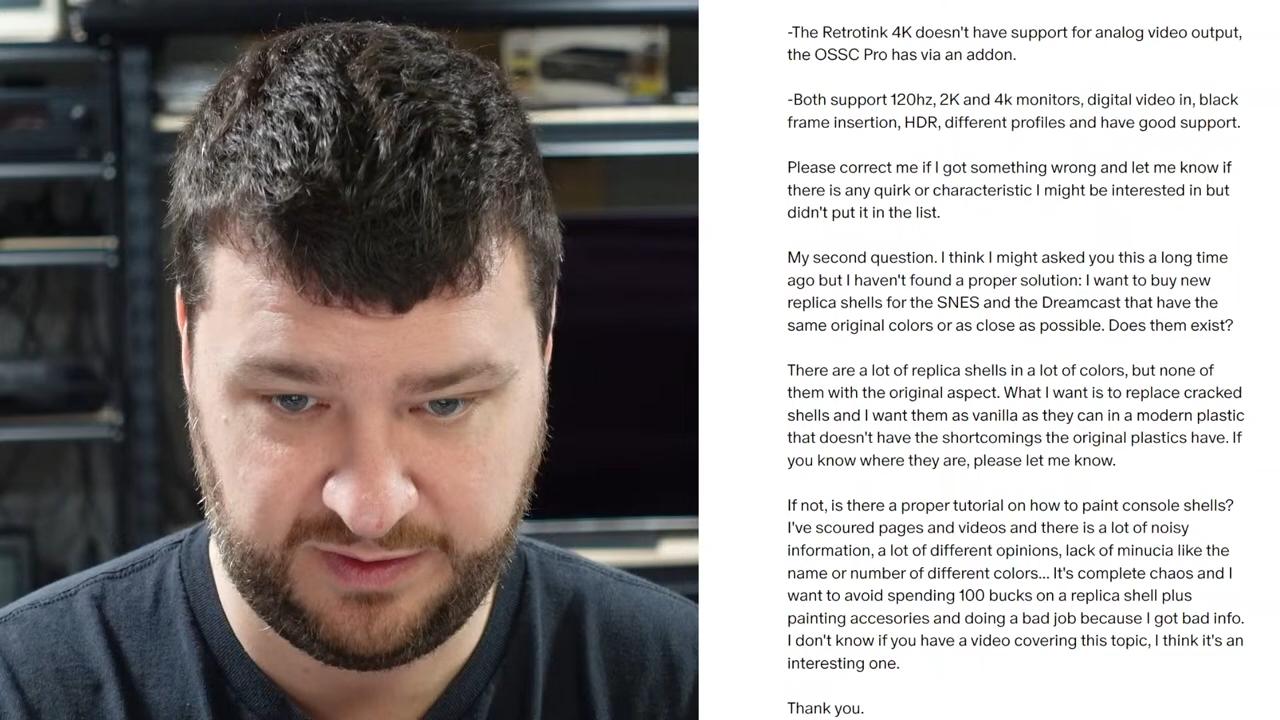 -The Retrotink 4K doesn't have support for analog video output,
the OSSC Pro has via an addon.
-Both support 120hz, 2K and 4k monitors, digital video in, black
frame insertion, HDR, different profiles and have good support.
Please correct me if I got something wrong and let me know if
there is any quirk or characteristic I might be interested in but
didn't put it in the list.
My second question. I think I might asked you this a long time
ago but I haven't found a proper solution: I want to buy new
replica shells for the SNES and the Dreamcast that have the
same original colors or as close as possible. Does them exist?
There are a lot of replica shells in a lot of colors, but none of
them with the original aspect. What I want is to replace cracked
shells and I want them as vanilla as they can in a modern plastic
that doesn't have the shortcomings the original plastics have. If
you know where they are, please let me know.
If not, is there a proper tutorial on how to paint console shells?
I've scoured pages and videos and there is a lot of noisy
information, a lot of different opinions, lack of minucia like the
name or number of different colors... It's complete chaos and I
want to avoid spending 100 bucks on a replica shell plus
painting accesories and doing a bad job because I got bad info.
I don't know if you have a video covering this topic, I think it's an
interesting one.
Thank you.